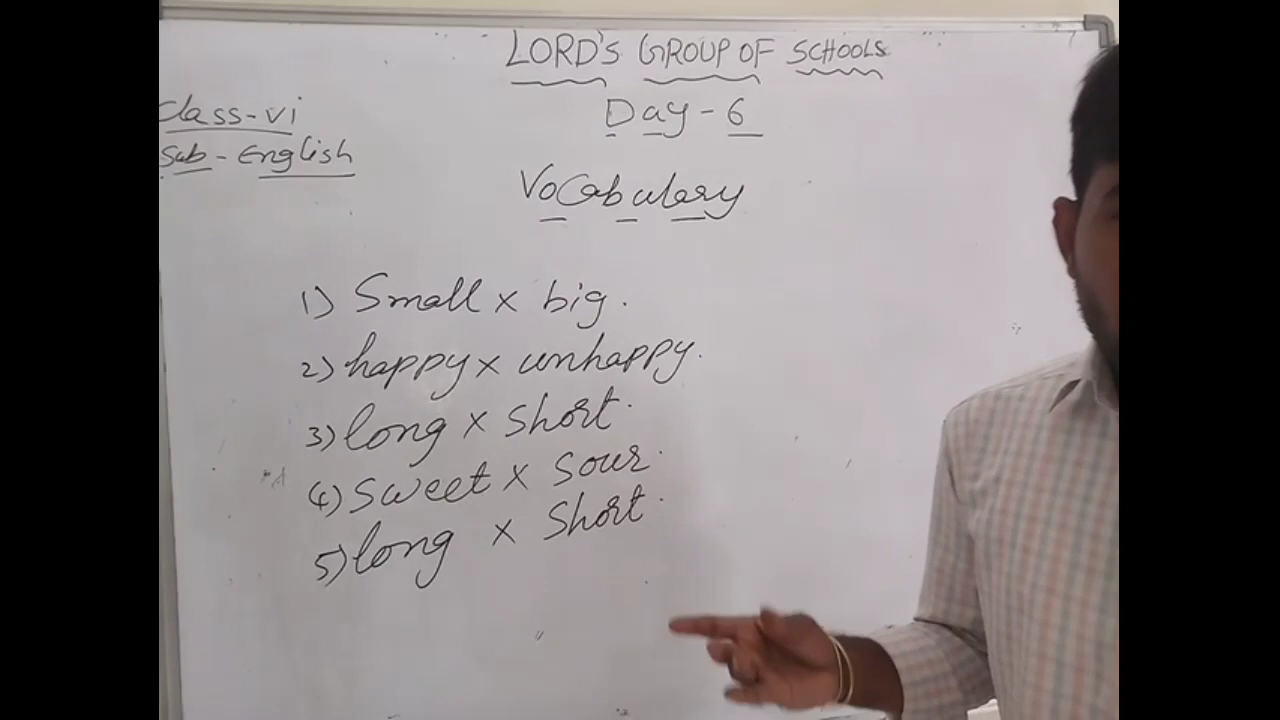 LORD'S GROUP OF SCHOOLS
Class-vi
Day-6
Sub-English
Vocabulary
1) Small x big.
2) happy x unhappy.
3) long x short.
4) sweet x sour.
5) long x short.